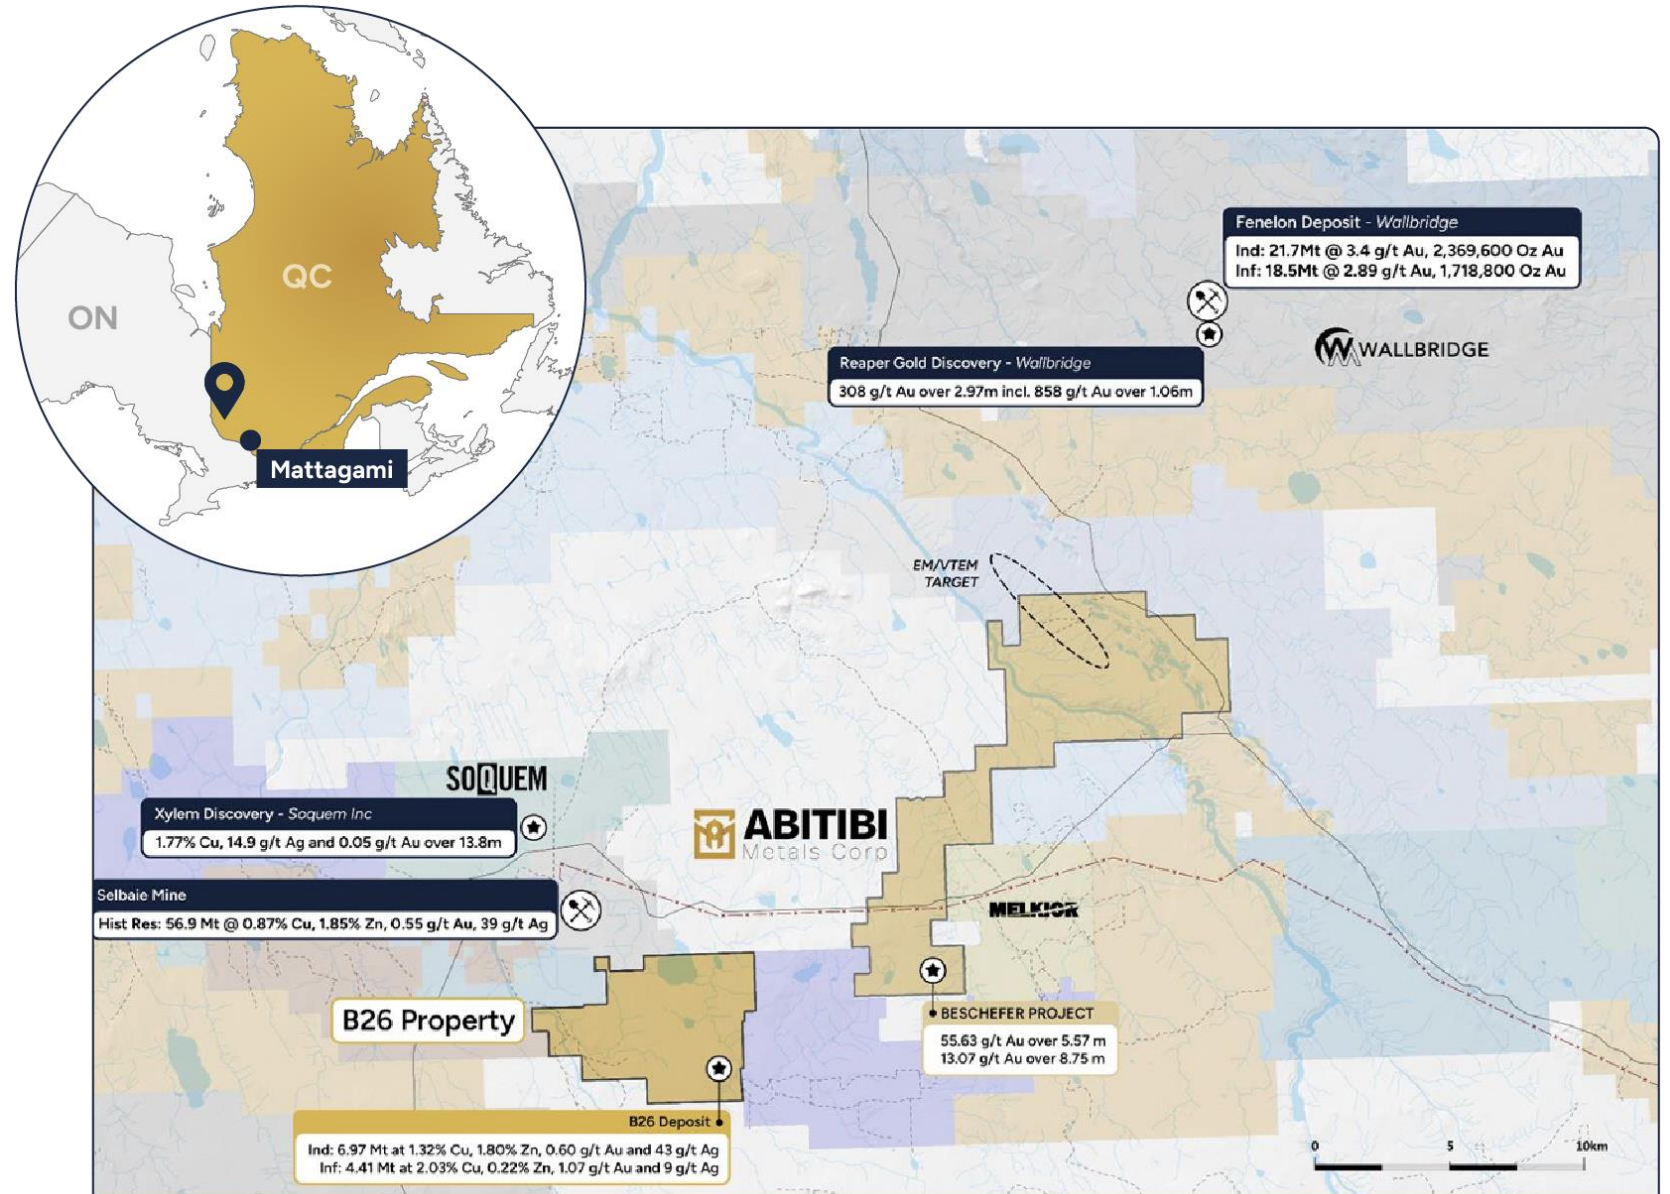 QC
ON
Mattagami
Fenelon Deposit - Wallbridge
Ind: 21.7Mt @ 3.4 g/t Au, 2,369,600 Oz Au
Inf: 18.5Mt @ 2.89 g/t Au, 1,718,800 Oz Au
WALLBRIDGE
Reaper Gold Discovery - Wallbridge
308 g/t Au over 2.97m incl. 858 g/t Au over 1.06m
EM/VTEM
TARGET
SOQUEM
Xylem Discovery - Soquem Inc
1.77% Cu, 14.9 g/t Ag and 0.05 g/t Au over 13.8m
ABITIBI
Metals Corp
Selbaie Mine
Hist Res: 56.9 Mt @ 0.87% Cu, 1.85% Zn, 0.55 g/t Au, 39 g/t Ag
MELKIOR
B26 Property
BESCHEFER PROJECT
55.63 g/t Au over 5.57 m
13.07 g/t Au over 8.75 m
B26 Deposit
Ind: 6.97 Mt at 1.32% Cu, 1.80% Zn, 0.60 g/t Au and 43 g/t Ag
Inf: 4.41 Mt at 2.03% Cu, 0.22% Zn, 1.07 g/t Au and 9 g/t Ag
0 5 10km